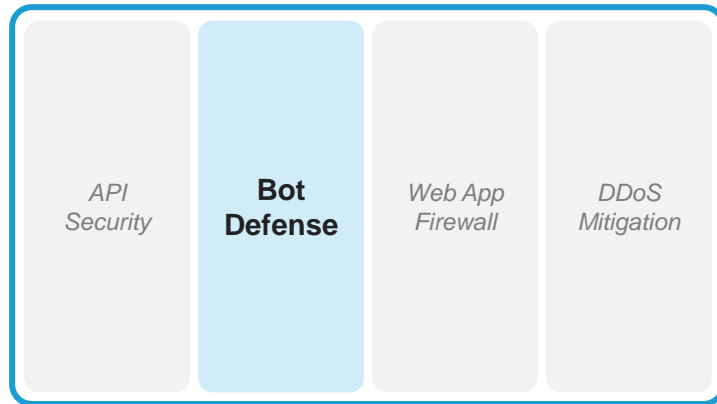 API
Security
Bot
Defense
Web App
Firewall
DDoS
Mitigation